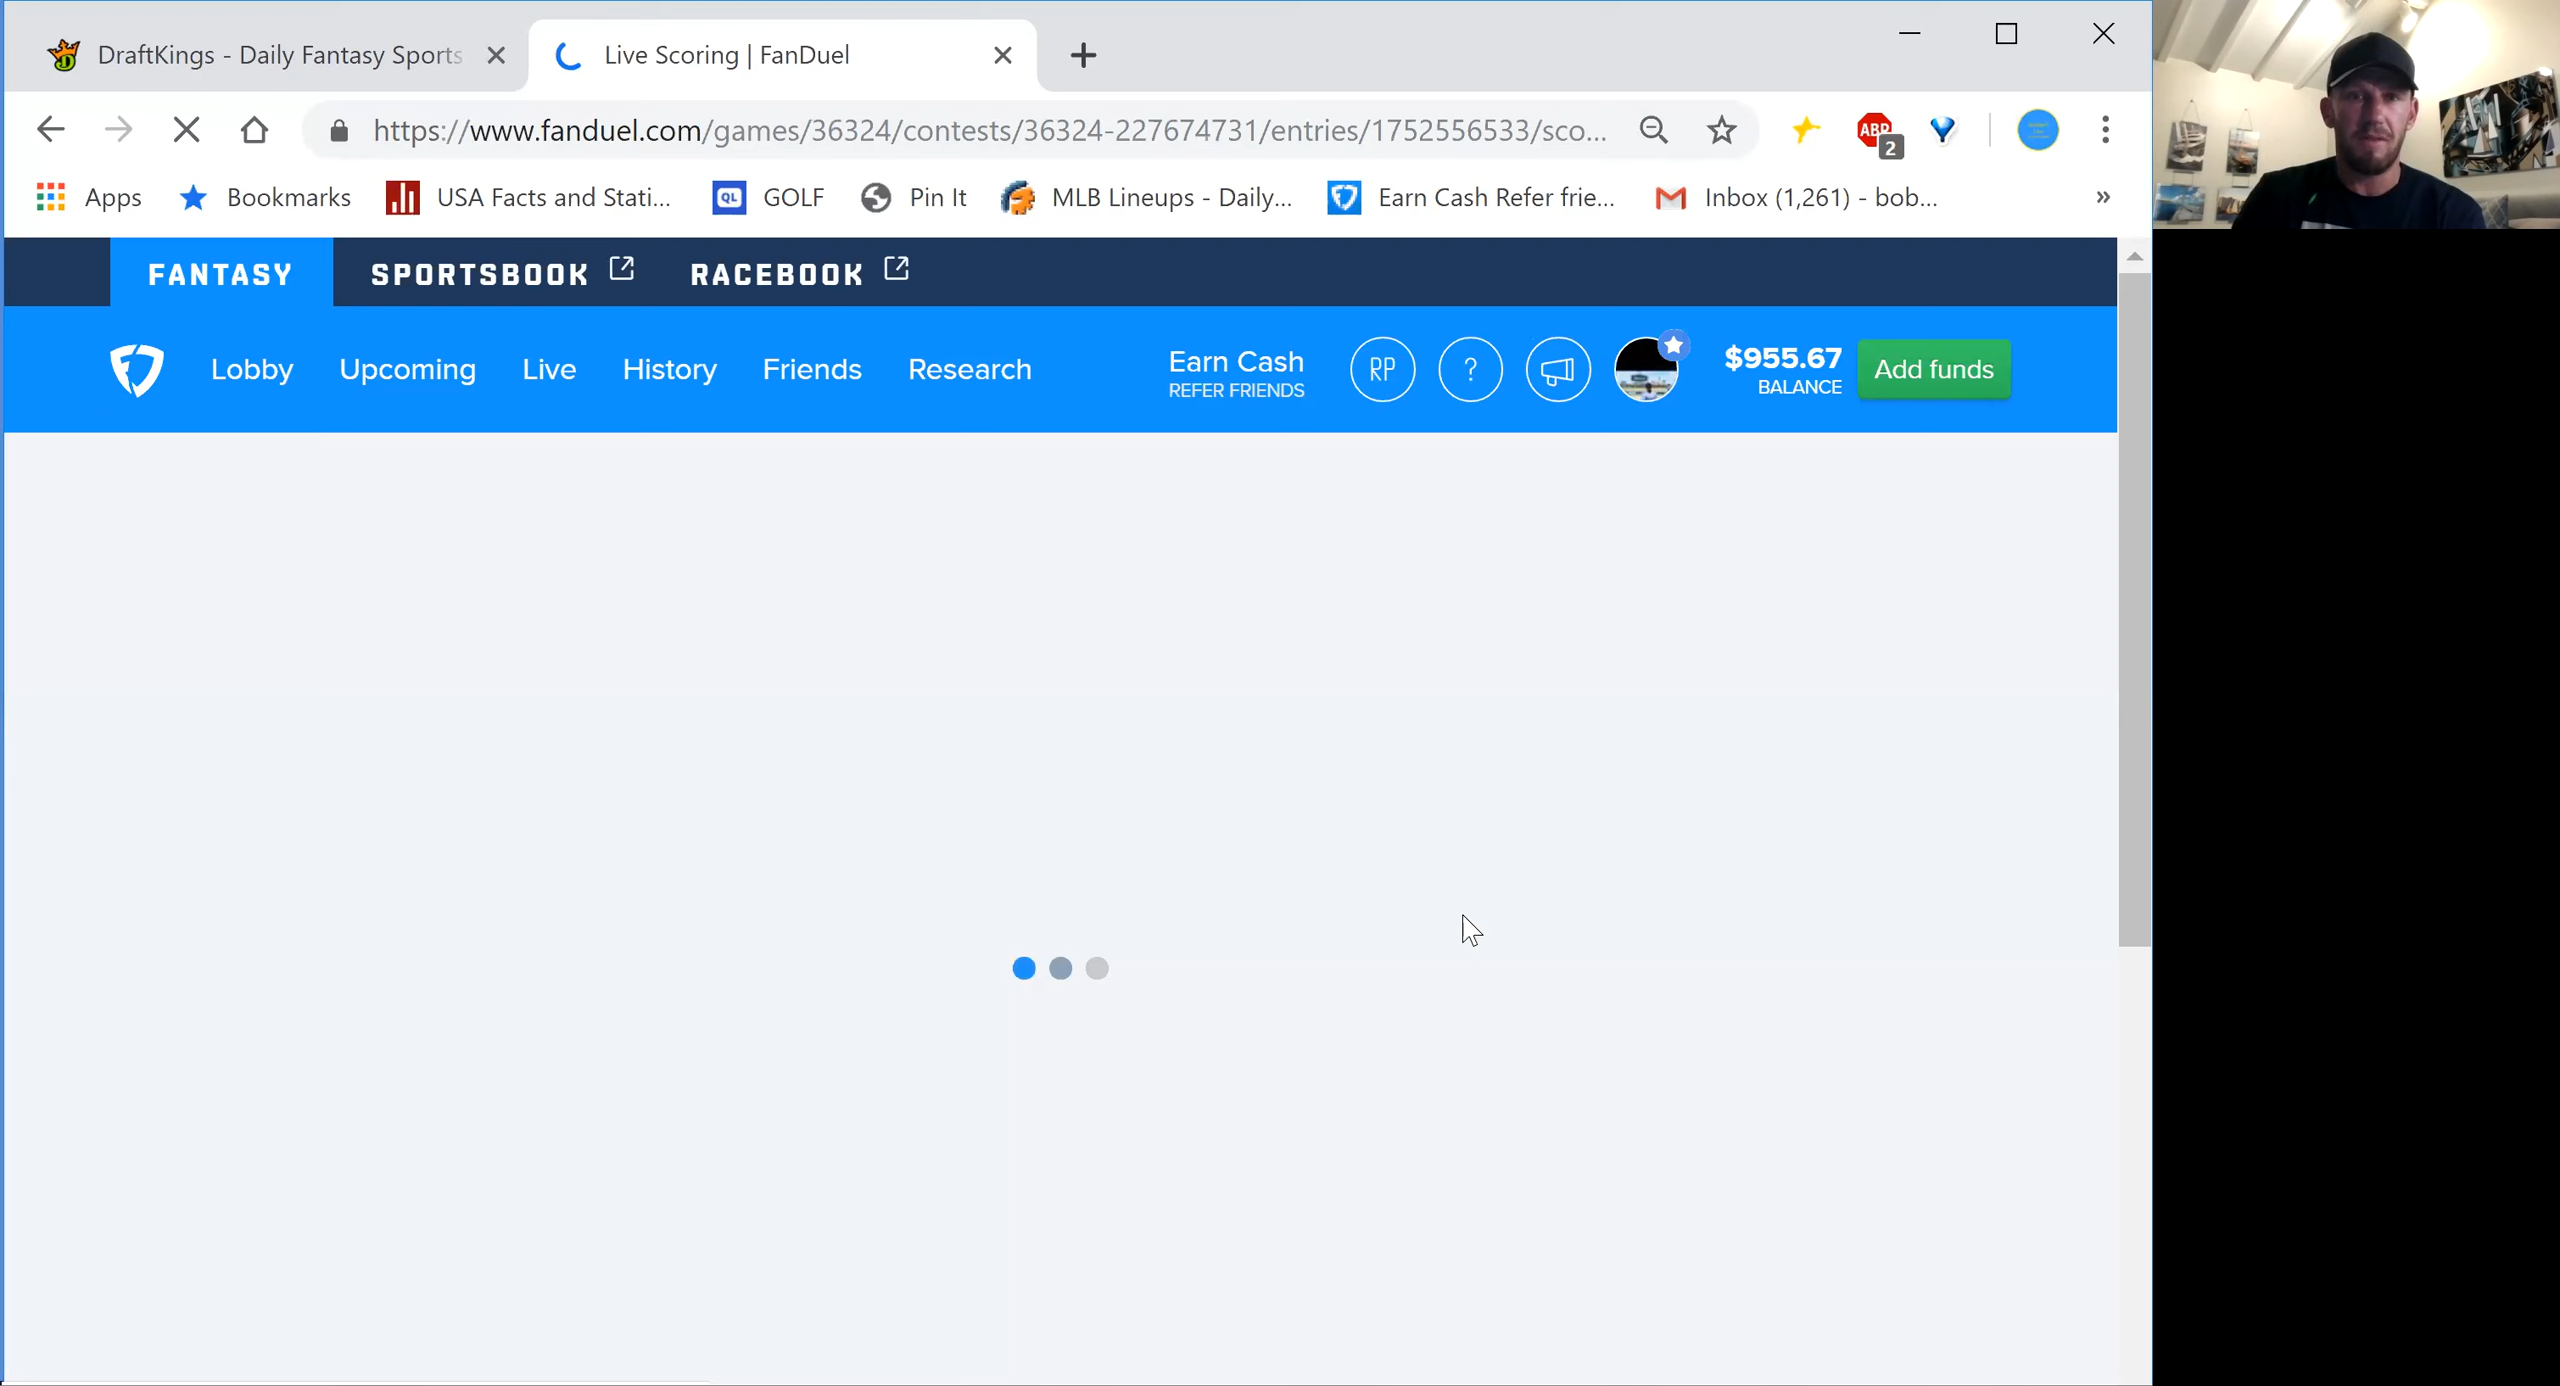 DraftKings - Daily Fantasy Sports
Live Scoring | FanDuel
https://www.fanduel.com/games/36324/contests/36324-227674731/entries/1752556533/sco...
ABP
2
Apps
Bookmarks
USA Facts and Stati...
QL
GOLF
Pin It
MLB Lineups - Daily...
Earn Cash Refer frie...
Inbox (1,261) - bob...
»
FANTASY
SPORTSBOOK
RACEBOOK
Lobby
Upcoming
Live
History
Friends
Research
Earn Cash
REFER FRIENDS
RP
?
$955.67
BALANCE
Add funds